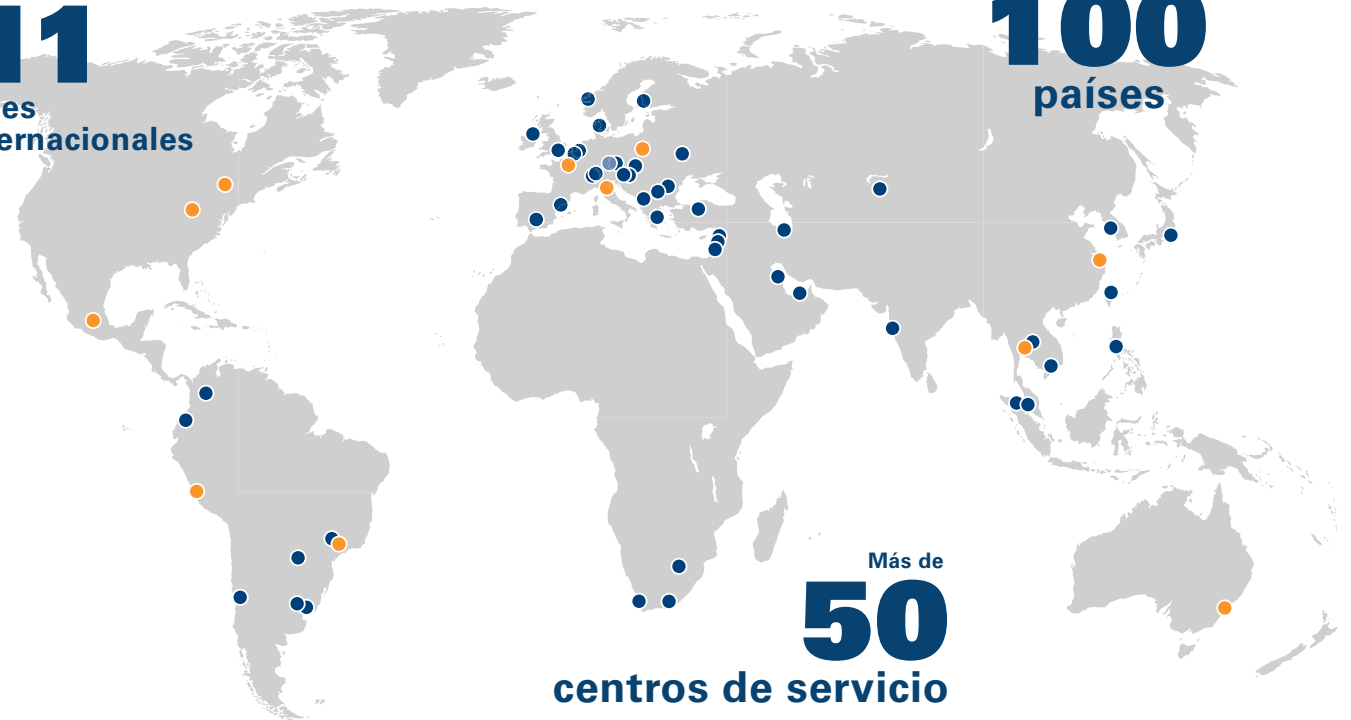 11
es
ernacionales
100
países
Más de
50
centros de servicio